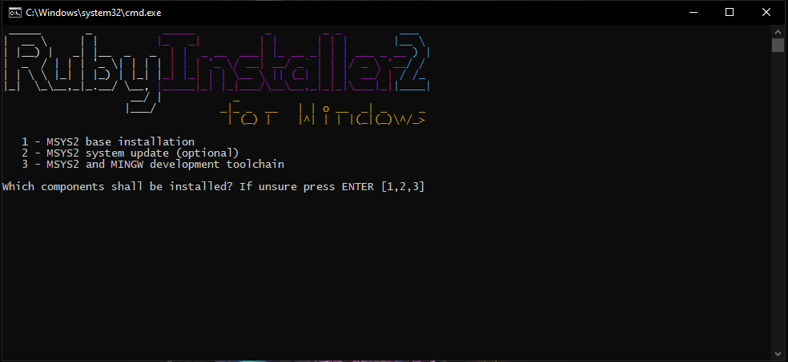 C:\Windows\system32\cmd.exe
RubyInstaller2
for Windows
1 - MSYS2 base installation
2 - MSYS2 system update (optional)
3 - MSYS2 and MINGW development toolchain
Which components shall be installed? If unsure press ENTER [1,2,3]